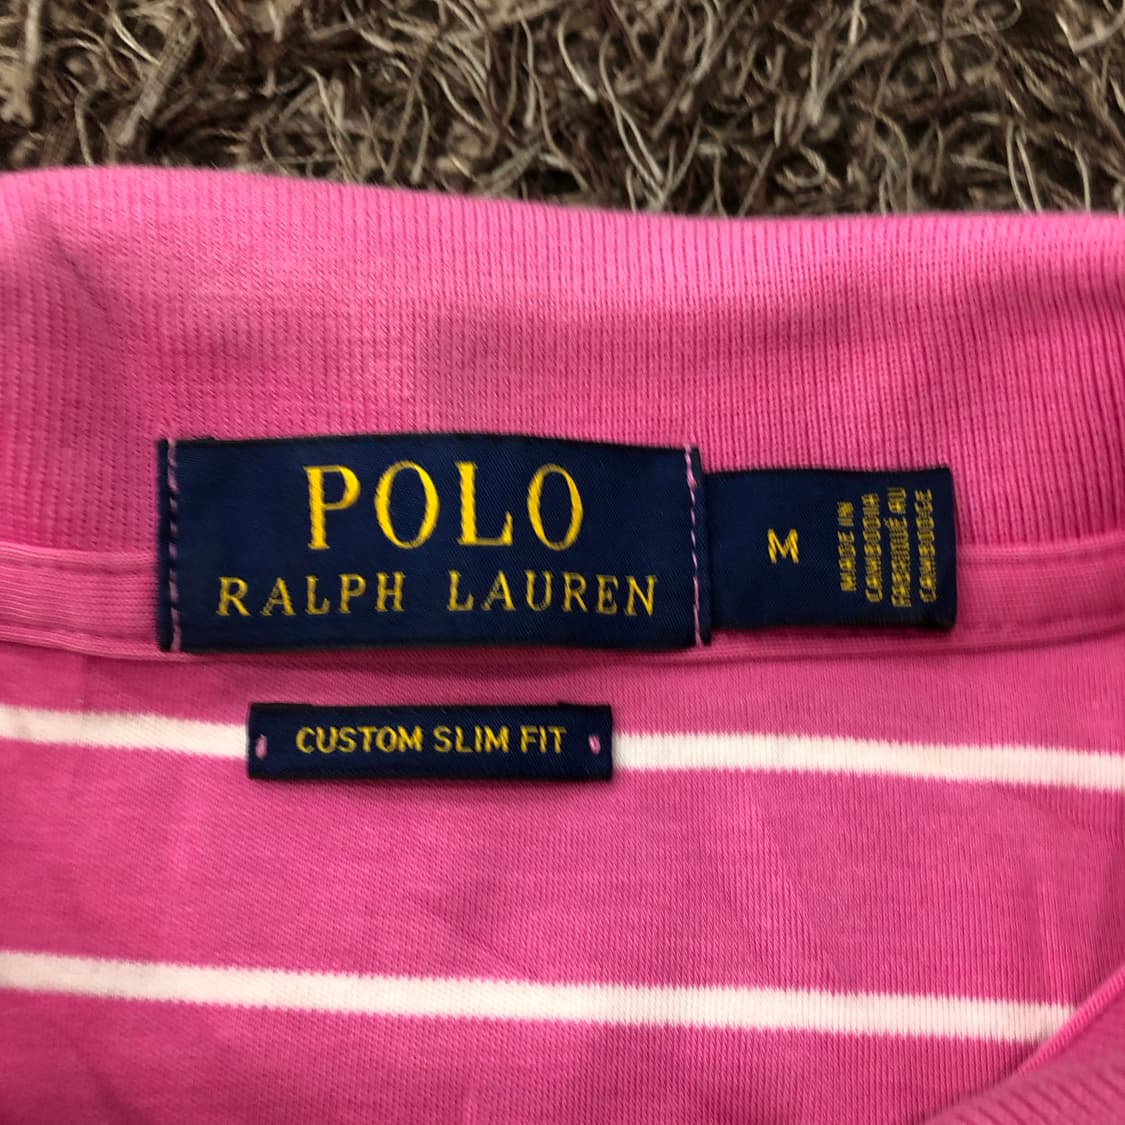 POLO
RALPH LAUREN
M
MADE IN
CAMBODIA
FABRIQUÉ AU
CAMBODGE
CUSTOM SLIM FIT